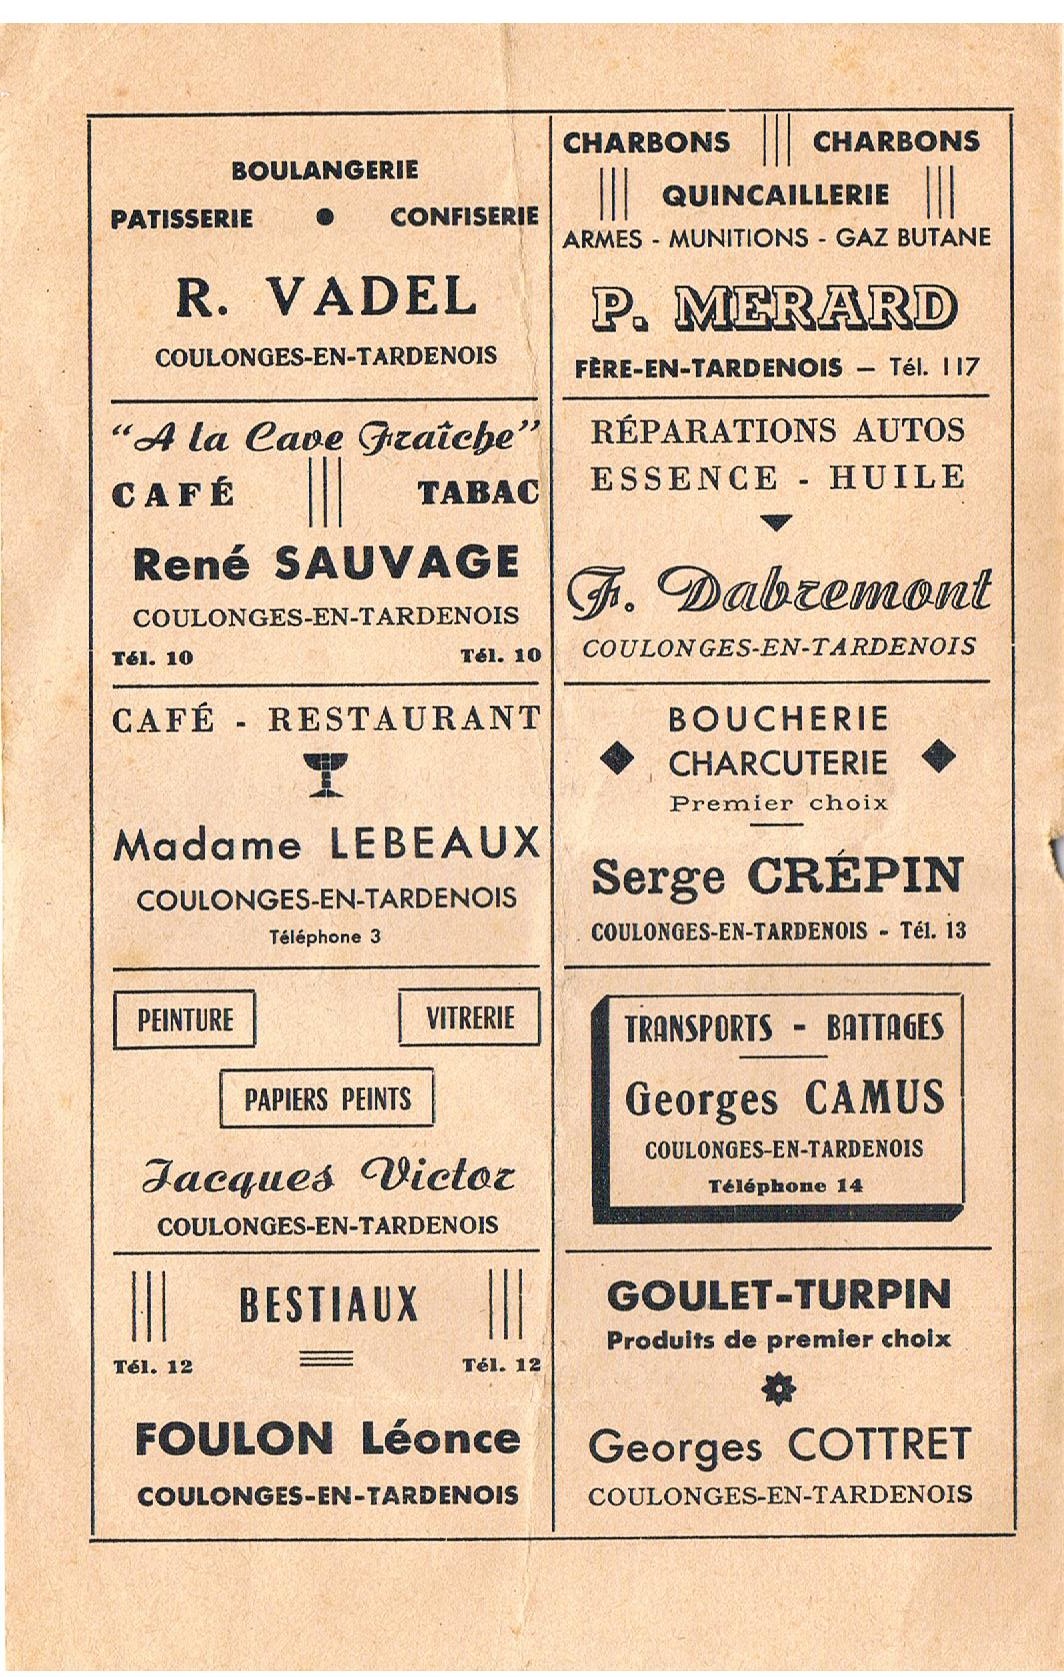 BOULANGERIE
PATISSERIE ● CONFISERIE
R. VADEL
COULONGES-EN-TARDENOIS
"A la Cave Fraîche"
CAFÉ TABAC
René SAUVAGE
COULONGES-EN-TARDENOIS
Tél. 10 Tél. 10
CAFÉ - RESTAURANT
Madame LEBEAUX
COULONGES-EN-TARDENOIS
Téléphone 3
PEINTURE VITRERIE
PAPIERS PEINTS
Jacques Victor
COULONGES-EN-TARDENOIS
BESTIAUX
Tél. 12 Tél. 12
FOULON Léonce
COULONGES-EN-TARDENOIS
CHARBONS CHARBONS
QUINCAILLERIE
ARMES - MUNITIONS - GAZ BUTANE
P. MERARD
FÈRE-EN-TARDENOIS — Tél. 117
RÉPARATIONS AUTOS
ESSENCE - HUILE
F. Dabremont
COULONGES-EN-TARDENOIS
BOUCHERIE
CHARCUTERIE
Premier choix
Serge CRÉPIN
COULONGES-EN-TARDENOIS - Tél. 13
TRANSPORTS - BATTAGES
Georges CAMUS
COULONGES-EN-TARDENOIS
Téléphone 14
GOULET-TURPIN
Produits de premier choix
Georges COTTRET
COULONGES-EN-TARDENOIS